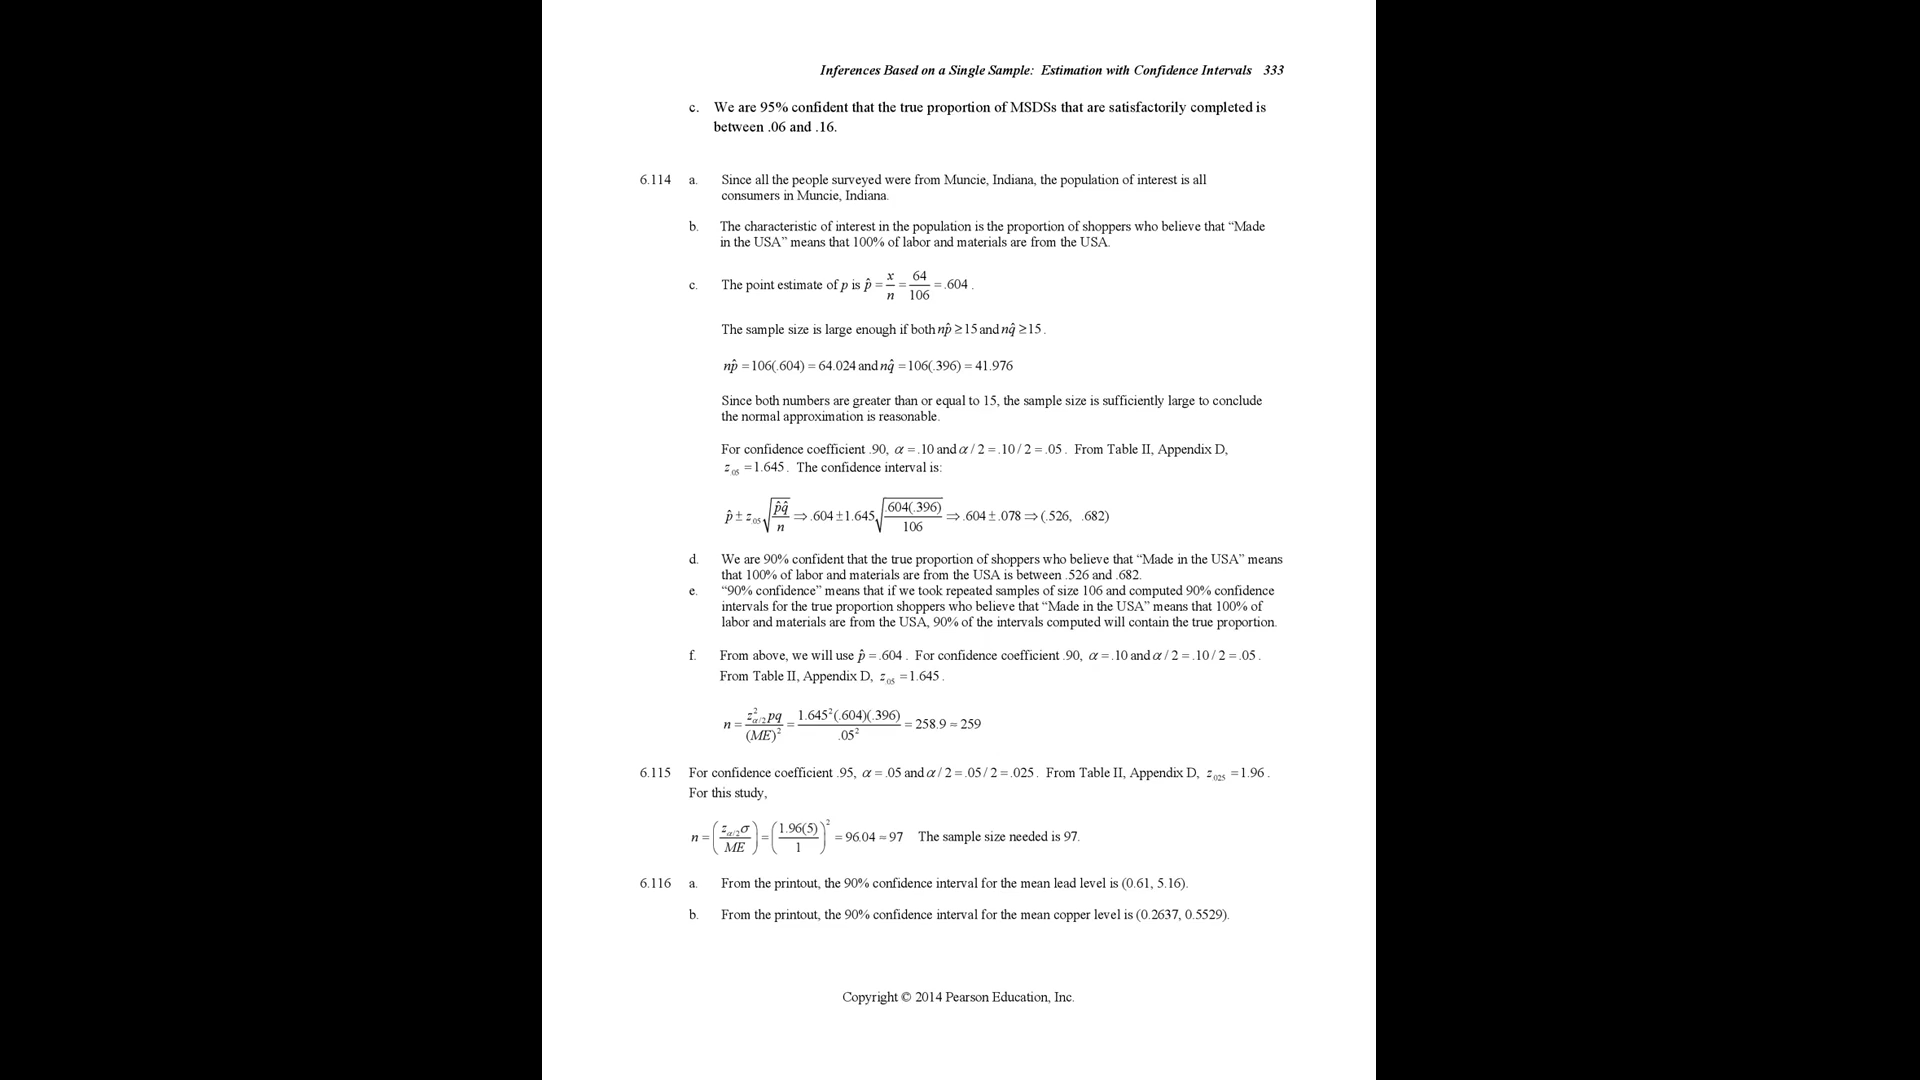 Inferences Based on a Single Sample: Estimation with Confidence Intervals 333
c. We are 95% confident that the true proportion of MSDSs that are satisfactorily completed is
between .06 and .16.
6.114 a. Since all the people surveyed were from Muncie, Indiana, the population of interest is all
consumers in Muncie, Indiana.
b. The characteristic of interest in the population is the proportion of shoppers who believe that “Made
in the USA” means that 100% of labor and materials are from the USA.
c. The point estimate of p is p̂ = x/n = 64/106 = .604 .
The sample size is large enough if both np̂ ≥ 15 and nq̂ ≥ 15 .
np̂ = 106(.604) = 64.024 and nq̂ = 106(.396) = 41.976
Since both numbers are greater than or equal to 15, the sample size is sufficiently large to conclude
the normal approximation is reasonable.
For confidence coefficient .90, α = .10 and α / 2 = .10 / 2 = .05 . From Table II, Appendix D,
z.05 = 1.645 . The confidence interval is:
p̂ ± z.05 √(p̂q̂/n) ⇒ .604 ± 1.645 √(.604(.396)/106) ⇒ .604 ± .078 ⇒ (.526, .682)
d. We are 90% confident that the true proportion of shoppers who believe that “Made in the USA” means
that 100% of labor and materials are from the USA is between .526 and .682.
e. “90% confidence” means that if we took repeated samples of size 106 and computed 90% confidence
intervals for the true proportion shoppers who believe that “Made in the USA” means that 100% of
labor and materials are from the USA, 90% of the intervals computed will contain the true proportion.
f. From above, we will use p̂ = .604 . For confidence coefficient .90, α = .10 and α / 2 = .10 / 2 = .05 .
From Table II, Appendix D, z.05 = 1.645 .
n = z²α/2 pq/(ME)² = 1.645²(.604)(.396)/.05² = 258.9 ≈ 259
6.115 For confidence coefficient .95, α = .05 and α / 2 = .05 / 2 = .025 . From Table II, Appendix D, z.025 = 1.96 .
For this study,
n = (zα/2 σ/ME) = (1.96(5)/1)² = 96.04 ≈ 97 The sample size needed is 97.
6.116 a. From the printout, the 90% confidence interval for the mean lead level is (0.61, 5.16).
b. From the printout, the 90% confidence interval for the mean copper level is (0.2637, 0.5529).
Copyright © 2014 Pearson Education, Inc.